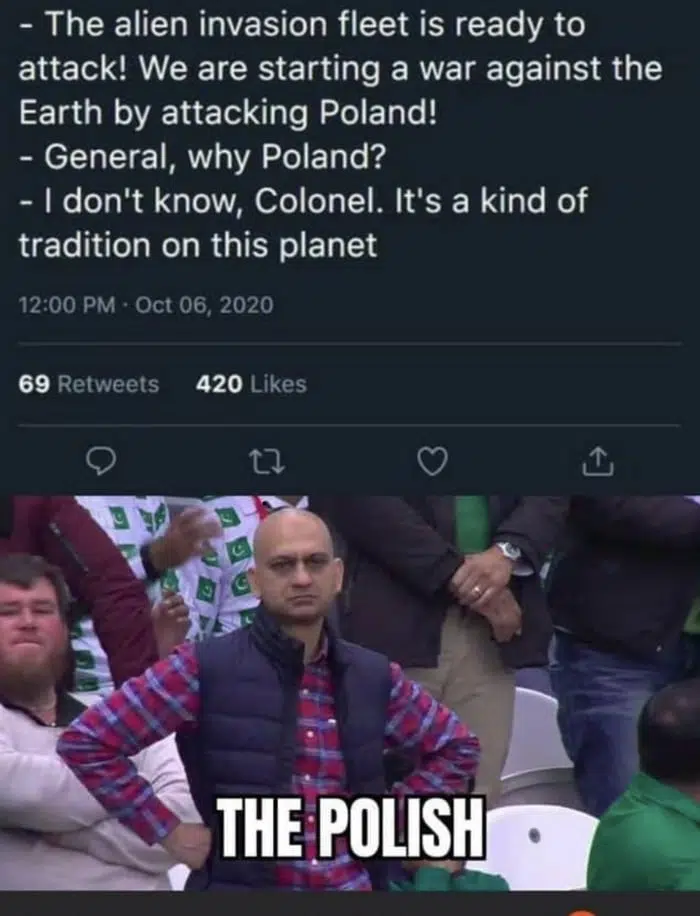 - The alien invasion fleet is ready to
attack! We are starting a war against the
Earth by attacking Poland!
- General, why Poland?
- I don't know, Colonel. It's a kind of
tradition on this planet
12:00 PM · Oct 06, 2020
69 Retweets 420 Likes
THE POLISH